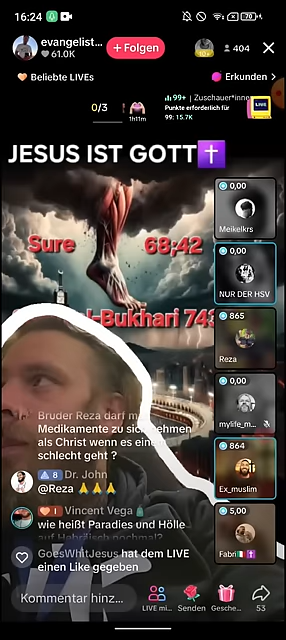 16:24
70
evangelist...
61.0K
+ Folgen
10+
404
Beliebte LIVEs
Erkunden >
0/3
1h11m
99+ | Zuschauer*innen
Punkte erforderlich für
99: 15.7K
LIVE
JESUS IST GOTT
Sure 68;42
-Bukhari
0,00
Meikelkrs
0,00
NUR DER HSV
865
Reza
0,00
mylife_m...
864
Ex_muslim
5,00
Fabri
Bruder Reza darf
Medikamente zu sich nehmen
als Christ wenn es einem
schlecht geht ?
8 Dr. John
@Reza 🙏🙏🙏
Vincent Vega
wie heißt Paradies und Hölle
auf Hebräisch nochmal?
GoesWhitJesus hat dem LIVE
einen Like gegeben
Kommentar hinz...
LIVE mi...
Senden
Gesche...
53